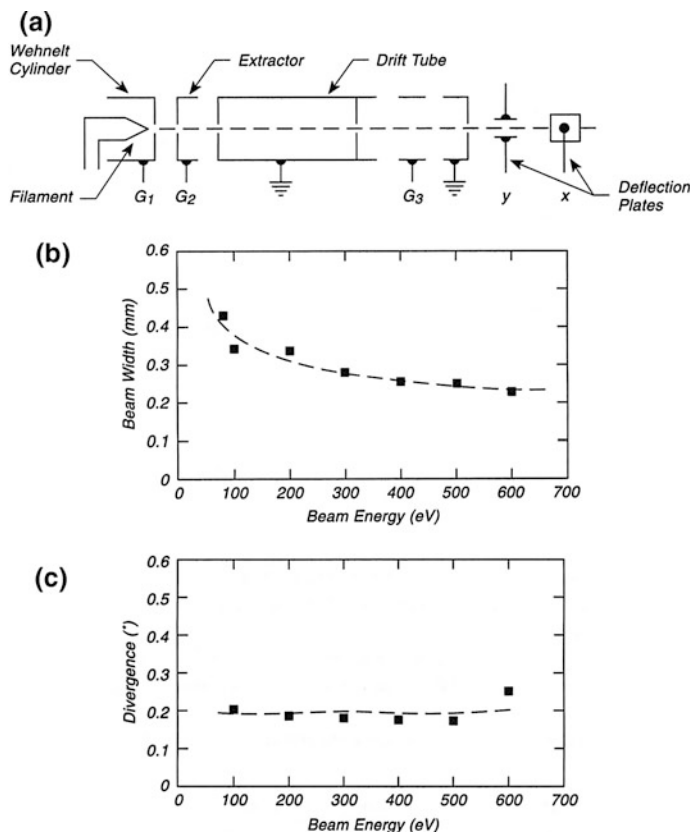 (a)
Wehnelt
Cylinder
Extractor
Drift Tube
Filament
G1
G2
G3
y
x
Deflection
Plates
(b)
0.6
0.5
0.4
0.3
0.2
0.1
0
Beam Width (mm)
0 100 200 300 400 500 600 700
Beam Energy (eV)
(c)
0.6
0.5
0.4
0.3
0.2
0.1
0
Divergence (°)
0 100 200 300 400 500 600 700
Beam Energy (eV)